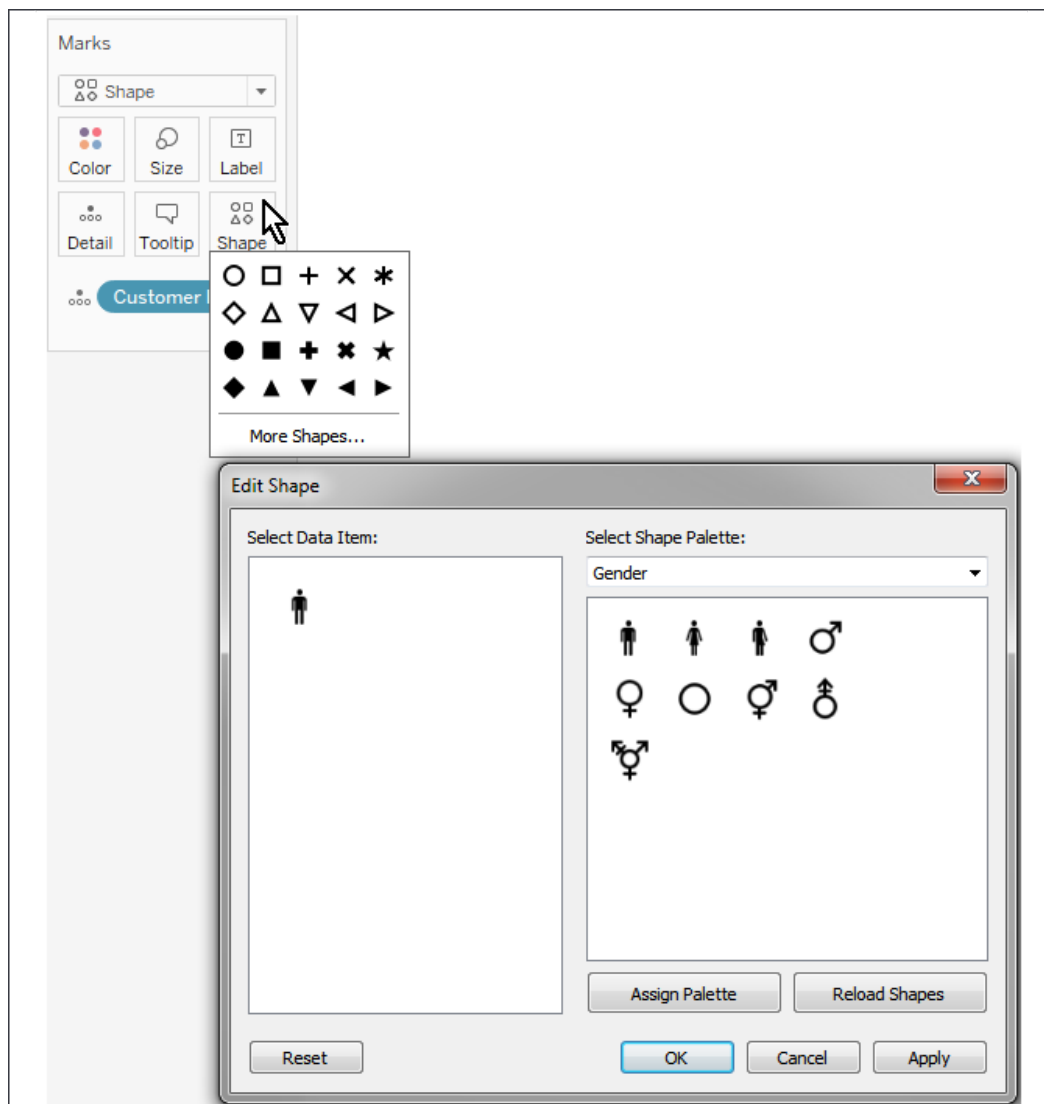 Marks
Shape
Color Size Label
Detail Tooltip Shape
Customer
More Shapes...
Edit Shape
Select Data Item:
Select Shape Palette:
Gender
Assign Palette
Reload Shapes
Reset
OK
Cancel
Apply